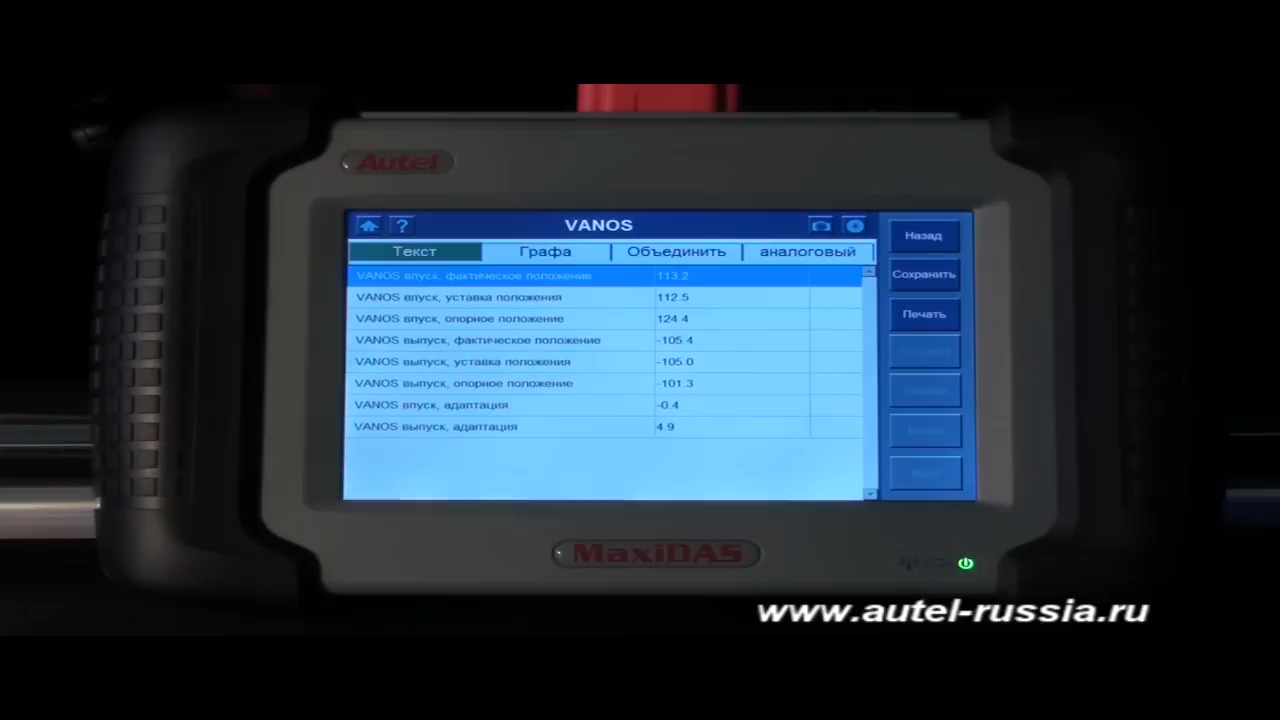 Autel
? VANOS
Текст Графа Объединить аналоговый
VANOS впуск, фактическое положение 113.2
VANOS впуск, уставка положения 112.5
VANOS впуск, опорное положение 124.4
VANOS выпуск, фактическое положение -105.4
VANOS выпуск, уставка положения -105.0
VANOS выпуск, опорное положение -101.3
VANOS впуск, адаптация -0.4
VANOS выпуск, адаптация 4.9
Назад
Сохранить
Печать
MaxiDAS
www.autel-russia.ru